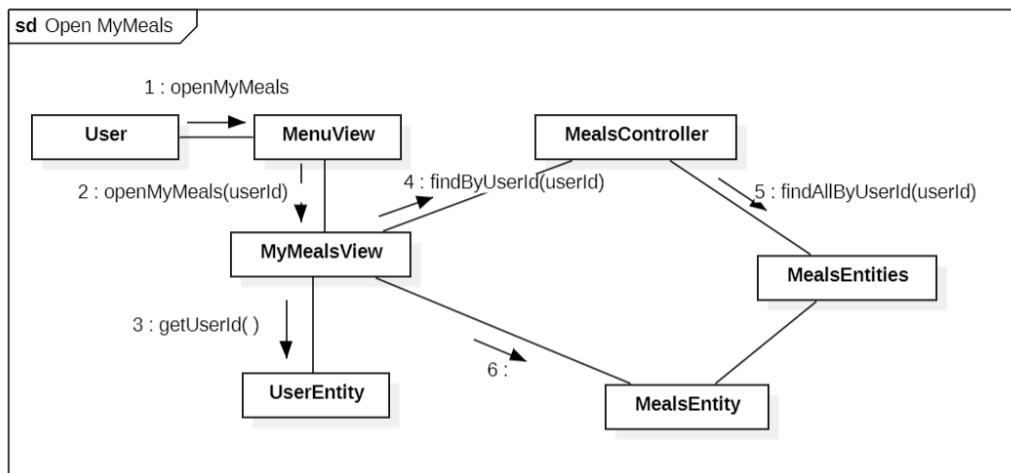 sd Open MyMeals
1 : openMyMeals
User
MenuView
MealsController
2 : openMyMeals(userId)
4 : findByUserId(userId)
5 : findAllByUserId(userId)
MyMealsView
MealsEntities
3 : getUserId( )
6 :
UserEntity
MealsEntity